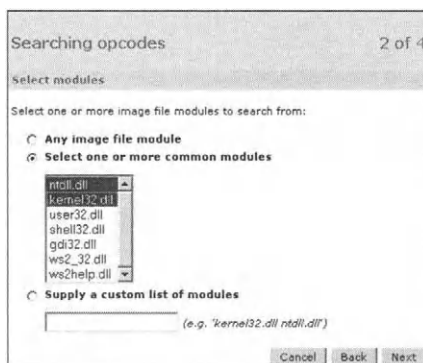 Searching opcodes 2 of 4
Select modules
Select one or more image file modules to search from:
Any image file module
Select one or more common modules
ntdll.dll
kernel32.dll
user32.dll
shell32.dll
gdi32.dll
ws2_32.dll
ws2help.dll
Supply a custom list of modules
(e.g. 'kernel32.dll ntdll.dll')
Cancel Back Next